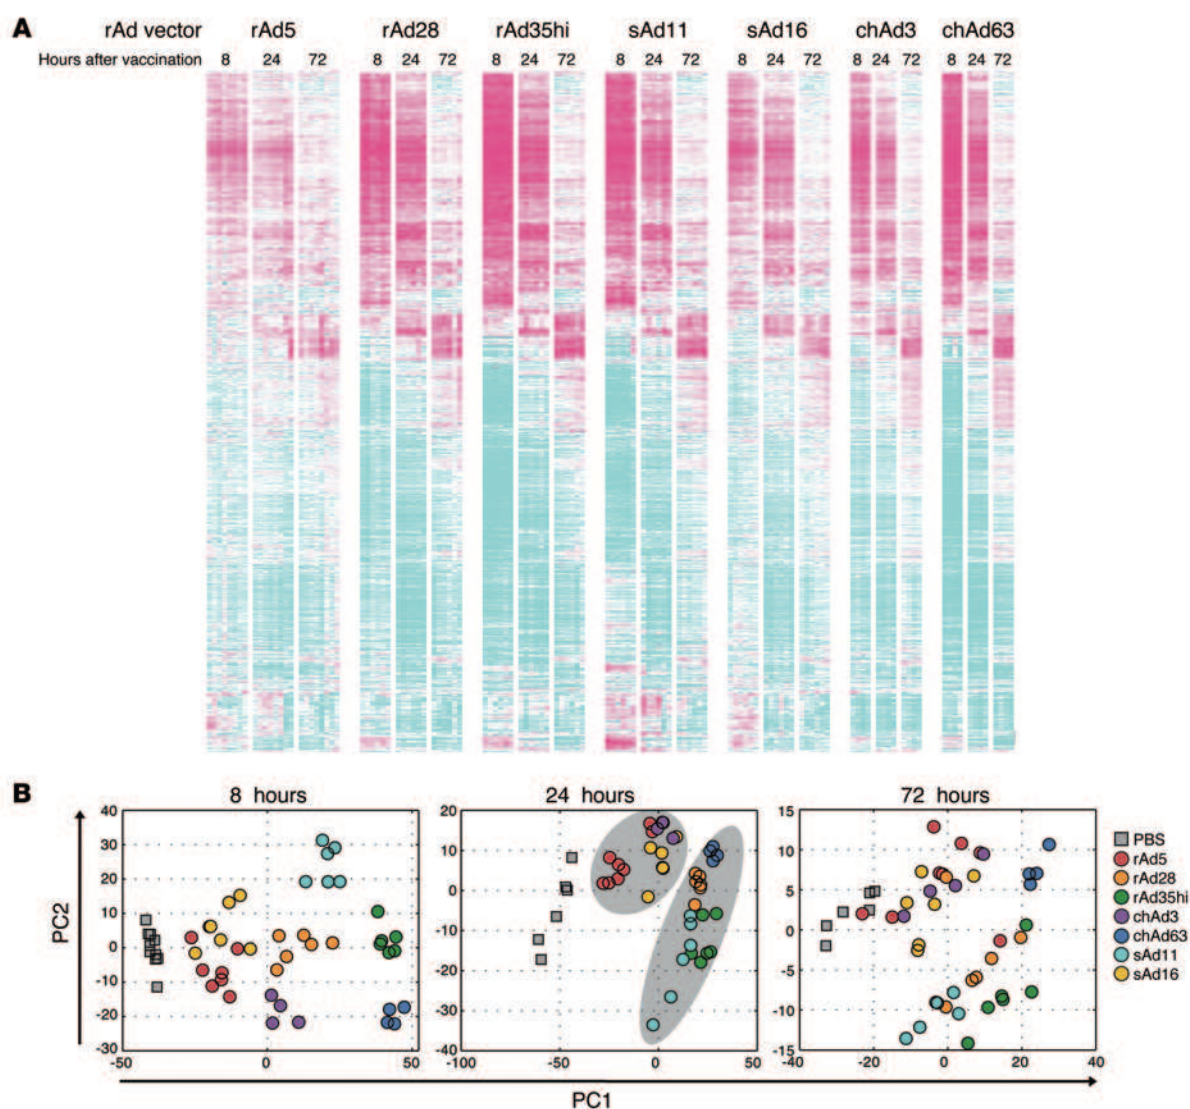 A
rAd vector rAd5 rAd28 rAd35hi sAd11 sAd16 chAd3 chAd63
Hours after vaccination 8 24 72 8 24 72 8 24 72 8 24 72 8 24 72 8 24 72 8 24 72
B
8 hours 24 hours 72 hours
PC2
40
30
20
10
0
-10
-20
-30
-50 0 50
20
10
0
-10
-20
-30
-40
-100 -50 0 50
15
10
5
0
-5
-10
-15
-40 -20 0 20 40
PC1
PBS
rAd5
rAd28
rAd35hi
chAd3
chAd63
sAd11
sAd16